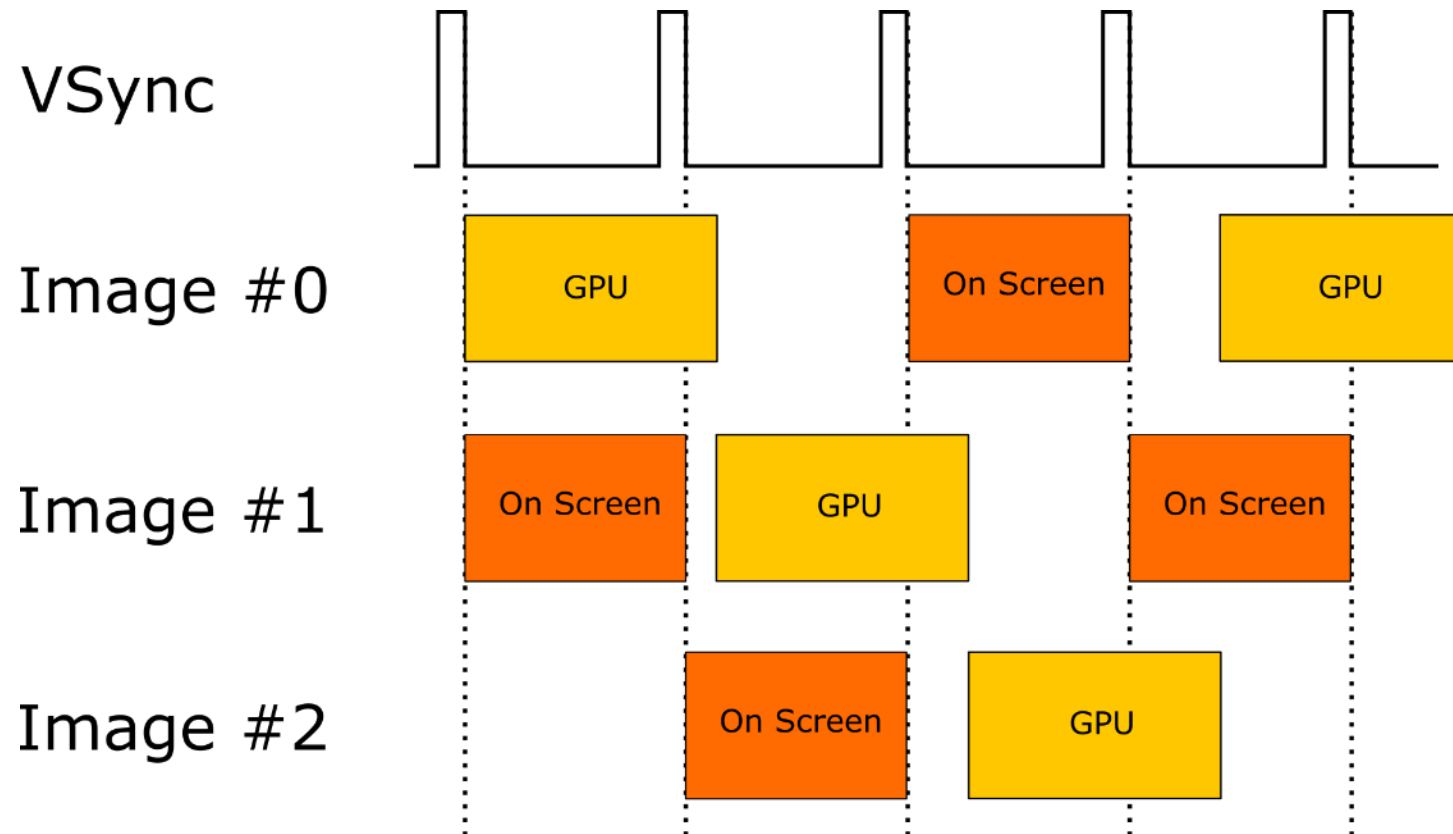 VSync
Image #0
GPU
On Screen
GPU
Image #1
On Screen
GPU
On Screen
Image #2
On Screen
GPU